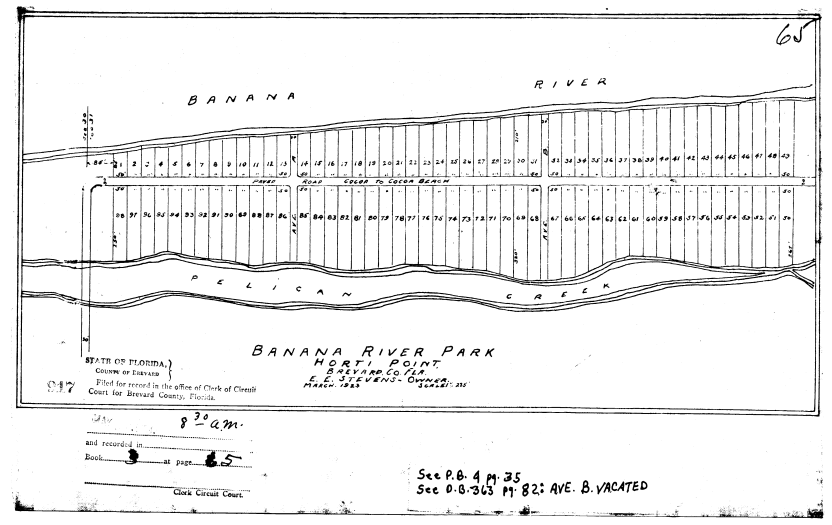 65
BANANA RIVER
1 2 3 4 5 6 7 8 9 10 11 12 13 14 15 16 17 18 19 20 21 22 23 24 25 26 27 28 29 30 31 32 33 34 35 36 37 38 39 40 41 42 43 44 45 46 47 48 49
PAVED ROAD COCOA TO COCOA BEACH
98 97 96 95 94 93 92 91 90 89 88 87 86 AVE. 85 84 83 82 81 80 79 78 77 76 75 74 73 72 71 70 69 68 AVE. 67 66 65 64 63 62 61 60 59 58 57 56 55 54 53 52 51 50
PELICAN CREEK
BANANA RIVER PARK
HORTI POINT
BREVARD, CO. FLA.
E. E. STEVENS - OWNER.
MARCH. 1923 SCALE 1"-225'
STATE OF FLORIDA,
COUNTY OF BREVARD
217 Filed for record in the office of Clerk of Circuit
Court for Brevard County, Florida.
8 30 a.m.
and recorded in
Book 3 at page 65
Clerk Circuit Court.
See P.B. 4 pg. 35
See D.B. 363 pg. 82: AVE. B. VACATED